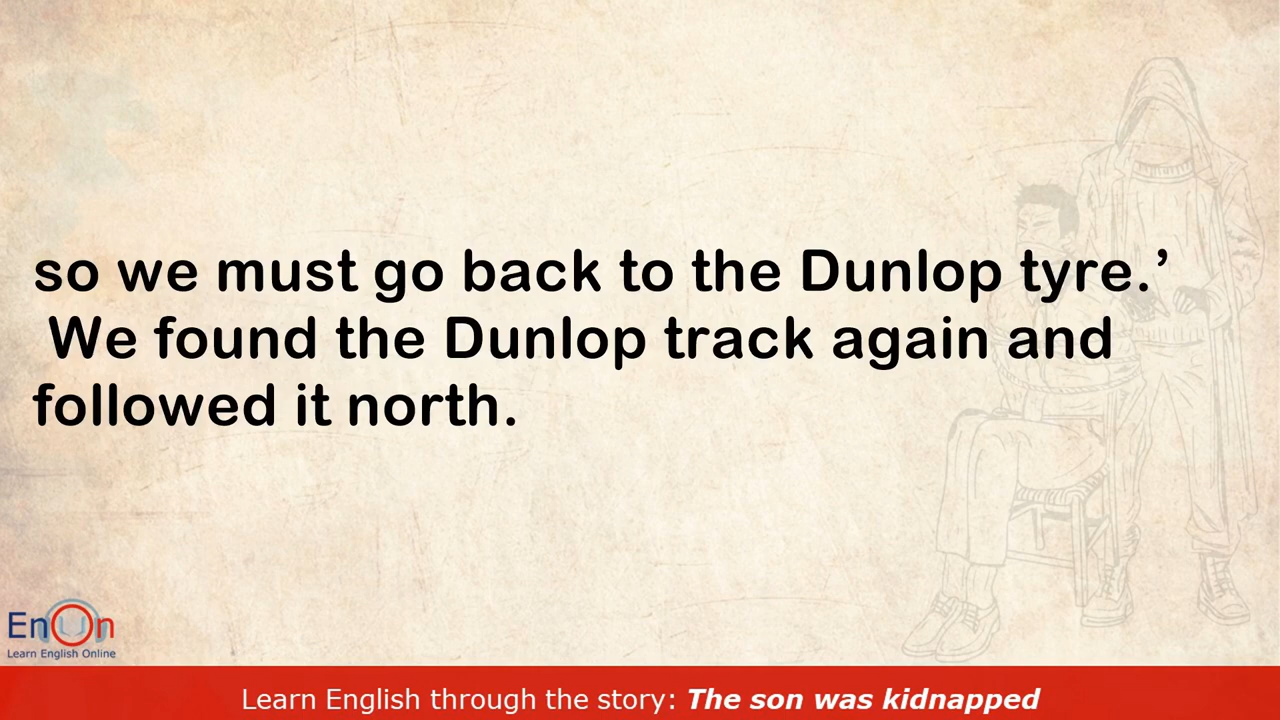 so we must go back to the Dunlop tyre.’
We found the Dunlop track again and
followed it north.
EnOn
Learn English Online
Learn English through the story: The son was kidnapped